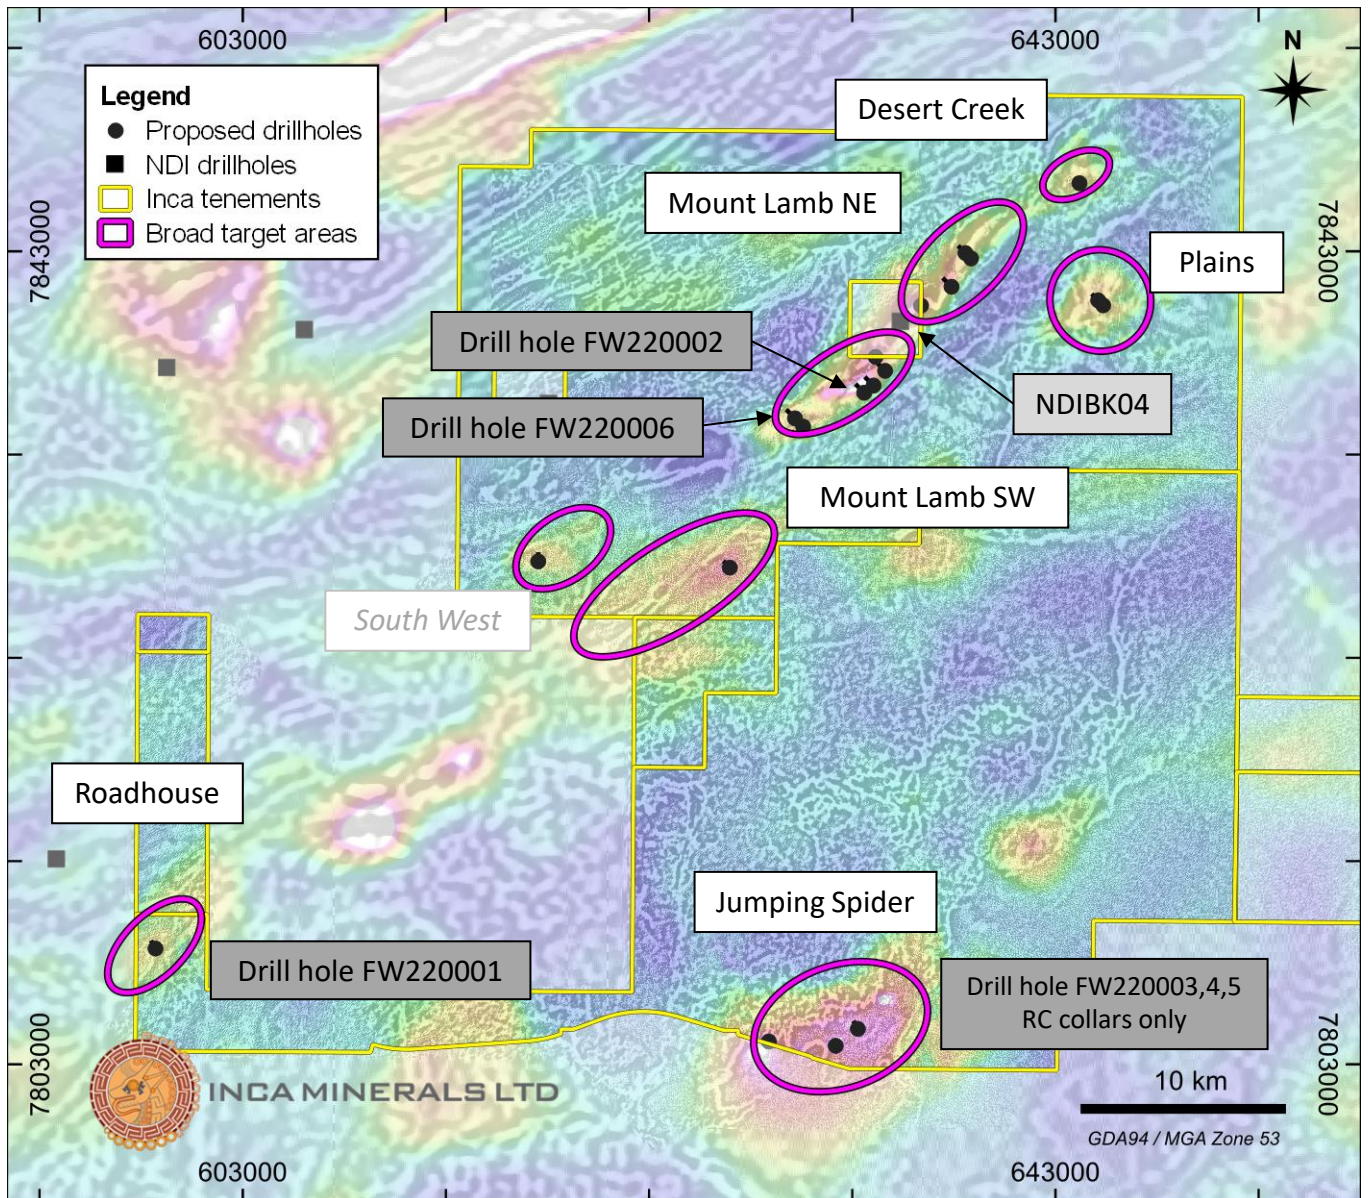 603000
643000
N
Legend
Proposed drillholes
NDI drillholes
Inca tenements
Broad target areas
Desert Creek
Mount Lamb NE
7843000
7843000
Plains
Drill hole FW220002
NDIBK04
Drill hole FW220006
Mount Lamb SW
South West
Roadhouse
Jumping Spider
Drill hole FW220001
Drill hole FW220003,4,5
RC collars only
7803000
7803000
INCA MINERALS LTD
10 km
GDA94 / MGA Zone 53
603000
643000